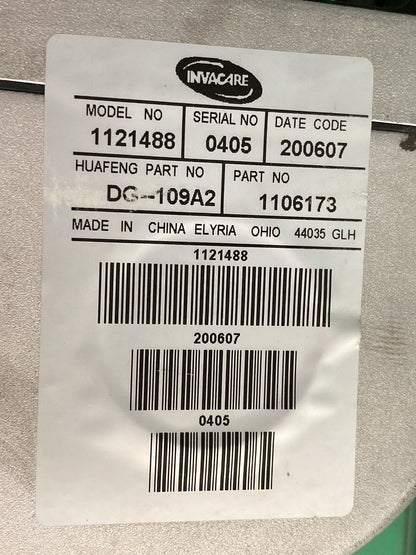 INVACARE
MODEL NO SERIAL NO DATE CODE
1121488 0405 200607
HUAFENG PART NO PART NO
DG--109A2 1106173
MADE IN CHINA ELYRIA OHIO 44035 GLH
1121488
200607
0405